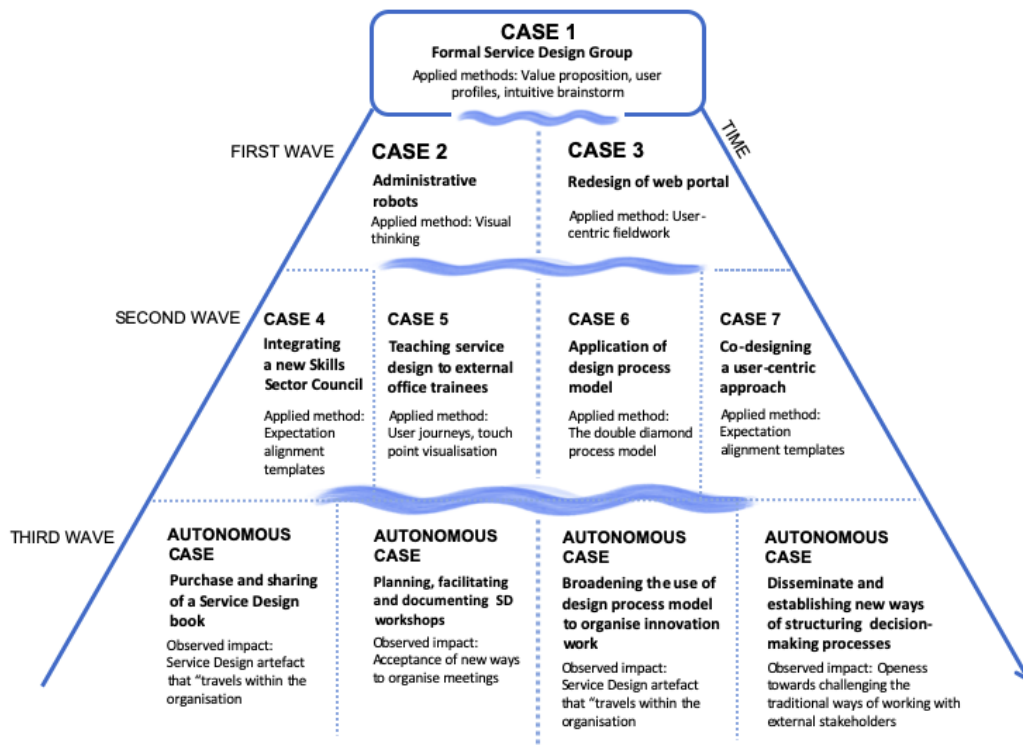 CASE 1
Formal Service Design Group
Applied methods: Value proposition, user
profiles, intuitive brainstorm
TIME
FIRST WAVE
CASE 2
Administrative
robots
Applied method: Visual
thinking
CASE 3
Redesign of web portal
Applied method: User-
centric fieldwork
SECOND WAVE
CASE 4
Integrating
a new Skills
Sector Council
Applied method:
Expectation
alignment
templates
CASE 5
Teaching service
design to external
office trainees
Applied method:
User journeys, touch
point visualisation
CASE 6
Application of
design process
model
Applied method:
The double diamond
process model
CASE 7
Co-designing
a user-centric
approach
Applied method:
Expectation
alignment templates
THIRD WAVE
AUTONOMOUS
CASE
Purchase and sharing
of a Service Design
book
Observed impact:
Service Design artefact
that “travels within the
organisation
AUTONOMOUS
CASE
Planning, facilitating
and documenting SD
workshops
Observed impact:
Acceptance of new ways
to organise meetings
AUTONOMOUS
CASE
Broadening the use of
design process model
to organise innovation
work
Observed impact:
Service Design artefact
that “travels within the
organisation
AUTONOMOUS
CASE
Disseminate and
establishing new ways
of structuring decision-
making processes
Observed impact: Openess
towards challenging the
traditional ways of working with
external stakeholders